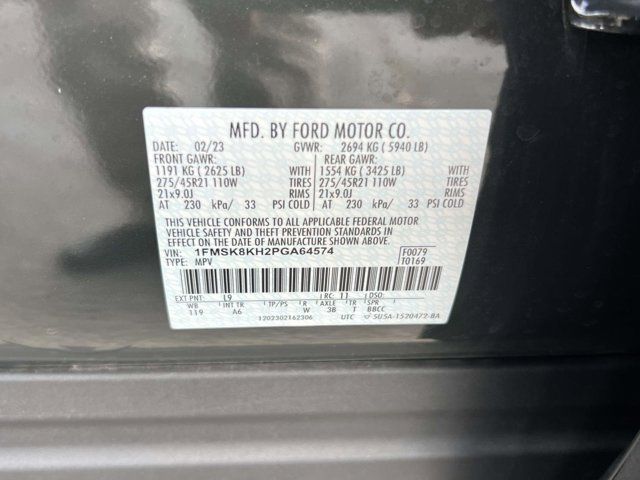 MFD. BY FORD MOTOR CO.
DATE: 02/23 GVWR: 2694 KG ( 5940 LB)
FRONT GAWR: REAR GAWR:
1191 KG ( 2625 LB) WITH 1554 KG ( 3425 LB) WITH
275/45R21 110W TIRES 275/45R21 110W TIRES
21x9.0J RIMS 21x9.0J RIMS
AT 230 kPa/ 33 PSI COLD AT 230 kPa/ 33 PSI COLD
THIS VEHICLE CONFORMS TO ALL APPLICABLE FEDERAL MOTOR
VEHICLE SAFETY AND THEFT PREVENTION STANDARDS IN
EFFECT ON THE DATE OF MANUFACTURE SHOWN ABOVE.
VIN: 1FMSK8KH2PGA64574 F0079
TYPE: MPV T0169
EXT PNT: L9 RC: 11 DSO:
WB INT TR TP/PS R AXLE TR SPR
119 A6 W 3B T BBCC
1202302162306 UTC 5U5A-1520472-BA